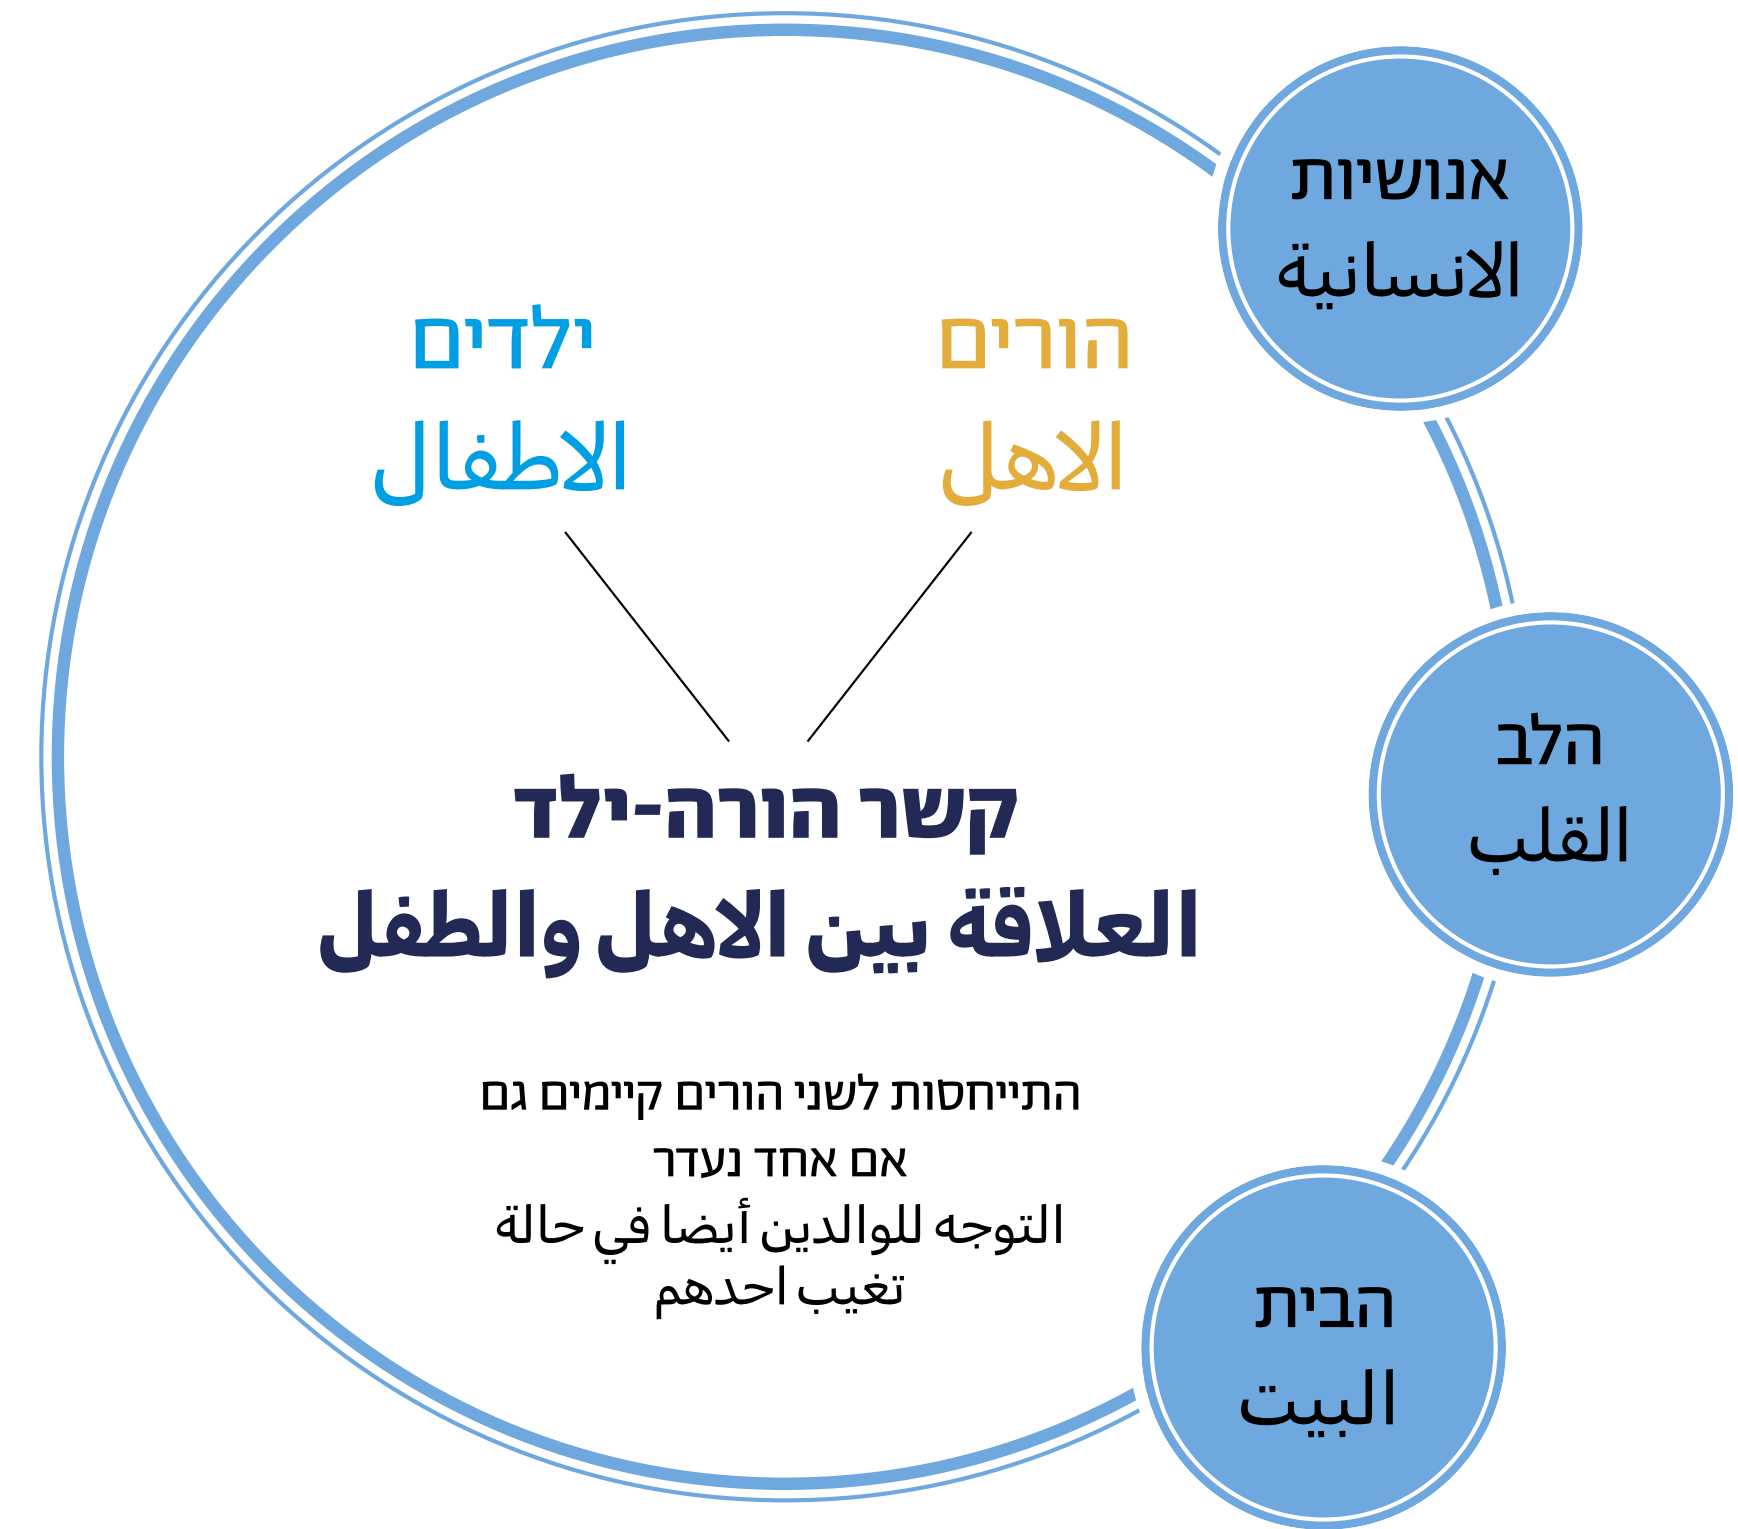 אנושיות
الانسانية
הורים
الاهل
ילדים
الاطفال
הלב
القلب
קשר הורה-ילד
العلاقة بين الاهل والطفل
התייחסות לשני הורים קיימים גם
אם אחד נעדר
التوجه للوالدين أيضا في حالة
تغيب احدهم
הבית
البيت